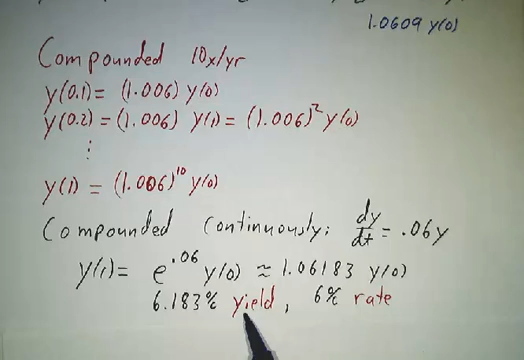 1.0609 y(0)
Compounded 10x/yr
y(0.1) = (1.006) y(0)
y(0.2) = (1.006) y(.1) = (1.006)² y(0)
⋮
y(1) = (1.006)¹⁰ y(0)
Compounded continuously: dy/dt = .06y
y(1) = e^.06 y(0) ≈ 1.06183 y(0)
6.183% yield, 6% rate